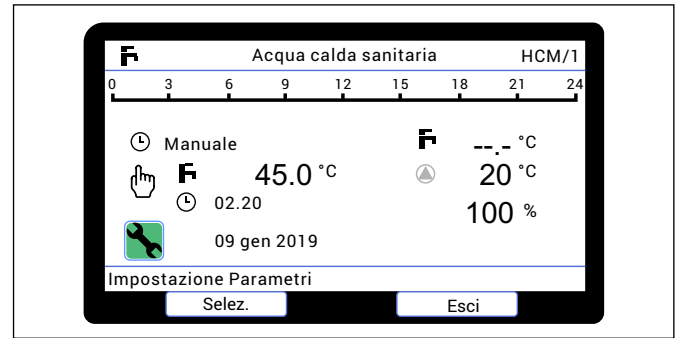 Acqua calda sanitaria HCM/1
0 3 6 9 12 15 18 21 24
Manuale --.- °C
45.0 °C 20 °C
02.20 100 %
09 gen 2019
Impostazione Parametri
Selez. Esci